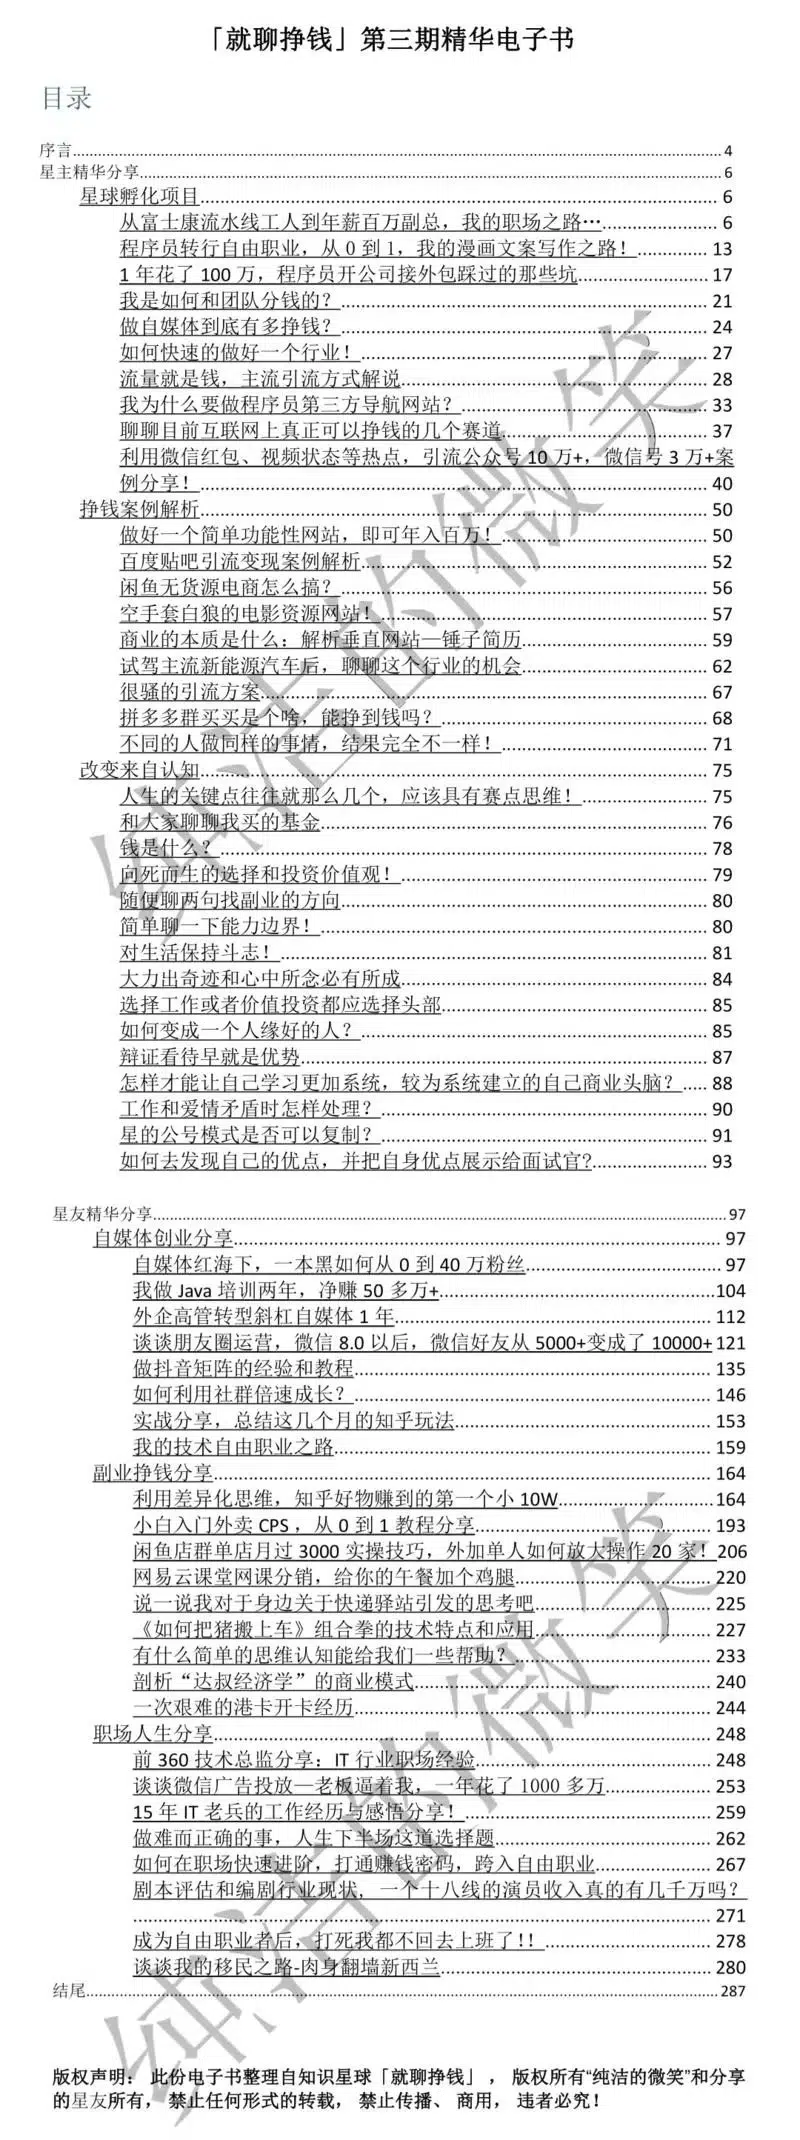 「就聊挣钱」第三期精华电子书
目录
序言 4
星主精华分享 6
星球孵化项目 6
从富士康流水线工人到年薪百万副总，我的职场之路… 6
程序员转行自由职业，从 0 到 1，我的漫画文案写作之路！ 13
1 年花了 100 万，程序员开公司接外包踩过的那些坑 17
我是如何和团队分钱的？ 21
做自媒体到底有多挣钱？ 24
如何快速的做好一个行业！ 27
流量就是钱，主流引流方式解说 28
我为什么要做程序员第三方导航网站？ 33
聊聊目前互联网上真正可以挣钱的几个赛道 37
利用微信红包、视频状态等热点，引流公众号 10 万+，微信号 3 万+案
例分享！ 40
挣钱案例解析 50
做好一个简单功能性网站，即可年入百万！ 50
百度贴吧引流变现案例解析 52
闲鱼无货源电商怎么搞？ 56
空手套白狼的电影资源网站！ 57
商业的本质是什么：解析垂直网站—锤子简历 59
试驾主流新能源汽车后，聊聊这个行业的机会 62
很骚的引流方案 67
拼多多群买买是个啥，能挣到钱吗？ 68
不同的人做同样的事情，结果完全不一样！ 71
改变来自认知 75
人生的关键点往往就那么几个，应该具有赛点思维！ 75
和大家聊聊我买的基金 76
钱是什么？ 78
向死而生的选择和投资价值观！ 79
随便聊两句找副业的方向 80
简单聊一下能力边界！ 80
对生活保持斗志！ 81
大力出奇迹和心中所念必有所成 84
选择工作或者价值投资都应选择头部 85
如何变成一个人缘好的人？ 85
辩证看待早就是优势 87
怎样才能让自己学习更加系统，较为系统建立的自己商业头脑？ 88
工作和爱情矛盾时怎样处理？ 90
星的公号模式是否可以复制？ 91
如何去发现自己的优点，并把自身优点展示给面试官? 93
星友精华分享 97
自媒体创业分享 97
自媒体红海下，一本黑如何从 0 到 40 万粉丝 97
我做 Java 培训两年，净赚 50 多万+ 104
外企高管转型斜杠自媒体 1 年 112
谈谈朋友圈运营，微信 8.0 以后，微信好友从 5000+变成了 10000+ 121
做抖音矩阵的经验和教程 135
如何利用社群倍速成长？ 146
实战分享，总结这几个月的知乎玩法 153
我的技术自由职业之路 159
副业挣钱分享 164
利用差异化思维，知乎好物赚到的第一个小 10W 164
小白入门外卖 CPS ，从 0 到 1 教程分享 193
闲鱼店群单店月过 3000 实操技巧，外加单人如何放大操作 20 家！ 206
网易云课堂网课分销，给你的午餐加个鸡腿 220
说一说我对于身边关于快递驿站引发的思考吧 225
《如何把猪搬上车》组合拳的技术特点和应用 227
有什么简单的思维认知能给我们一些帮助？ 233
剖析“达叔经济学”的商业模式 240
一次艰难的港卡开卡经历 244
职场人生分享 248
前 360 技术总监分享：IT 行业职场经验 248
谈谈微信广告投放—老板逼着我，一年花了 1000 多万 253
15 年 IT 老兵的工作经历与感悟分享！ 259
做难而正确的事，人生下半场这道选择题 262
如何在职场快速进阶，打通赚钱密码，跨入自由职业 267
剧本评估和编剧行业现状，一个十八线的演员收入真的有几千万吗？
271
成为自由职业者后，打死我都不回去上班了！！ 278
谈谈我的移民之路-肉身翻墙新西兰 280
结尾 287
版权声明： 此份电子书整理自知识星球「就聊挣钱」 ， 版权所有“纯洁的微笑”和分享
的星友所有， 禁止任何形式的转载， 禁止传播、 商用， 违者必究！
纯洁的微笑
纯洁的微笑